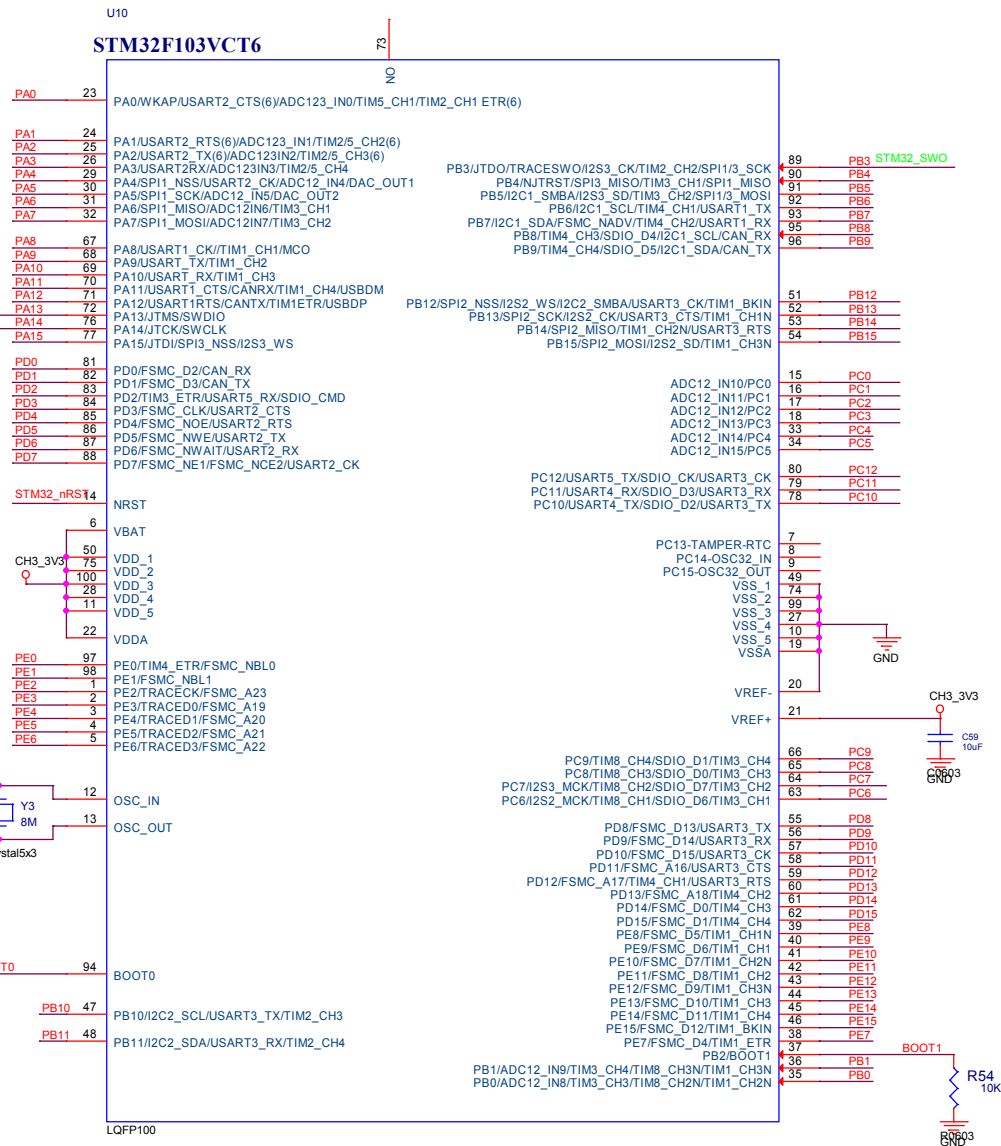 U10
STM32F103VCT6
73
NO
PA0 23 PA0/WKAP/USART2_CTS(6)/ADC123_IN0/TIM5_CH1/TIM2_CH1 ETR(6)
PA1 24 PA1/USART2_RTS(6)/ADC123_IN1/TIM2/5_CH2(6)
PA2 25 PA2/USART2_TX(6)/ADC123IN2/TIM2/5_CH3(6)
PA3 26 PA3/USART2RX/ADC123IN3/TIM2/5_CH4
PA4 29 PA4/SPI1_NSS/USART2_CK/ADC12_IN4/DAC_OUT1
PA5 30 PA5/SPI1_SCK/ADC12_IN5/DAC_OUT2
PA6 31 PA6/SPI1_MISO/ADC12IN6/TIM3_CH1
PA7 32 PA7/SPI1_MOSI/ADC12IN7/TIM3_CH2
PA8 67 PA8/USART1_CK//TIM1_CH1/MCO
PA9 68 PA9/USART_TX/TIM1_CH2
PA10 69 PA10/USART_RX/TIM1_CH3
PA11 70 PA11/USART1_CTS/CANRX/TIM1_CH4/USBDM
PA12 71 PA12/USART1RTS/CANTX/TIM1ETR/USBDP
PA13 72 PA13/JTMS/SWDIO
PA14 76 PA14/JTCK/SWCLK
PA15 77 PA15/JTDI/SPI3_NSS/I2S3_WS
PD0 81 PD0/FSMC_D2/CAN_RX
PD1 82 PD1/FSMC_D3/CAN_TX
PD2 83 PD2/TIM3_ETR/USART5_RX/SDIO_CMD
PD3 84 PD3/FSMC_CLK/USART2_CTS
PD4 85 PD4/FSMC_NOE/USART2_RTS
PD5 86 PD5/FSMC_NWE/USART2_TX
PD6 87 PD6/FSMC_NWAIT/USART2_RX
PD7 88 PD7/FSMC_NE1/FSMC_NCE2/USART2_CK
STM32_nRST 14 NRST
6 VBAT
CH3_3V3
50 VDD_1
75 VDD_2
100 VDD_3
28 VDD_4
11 VDD_5
22 VDDA
PE0 97 PE0/TIM4_ETR/FSMC_NBL0
PE1 98 PE1/FSMC_NBL1
PE2 1 PE2/TRACECK/FSMC_A23
PE3 2 PE3/TRACED0/FSMC_A19
PE4 3 PE4/TRACED1/FSMC_A20
PE5 4 PE5/TRACED2/FSMC_A21
PE6 5 PE6/TRACED3/FSMC_A22
12 OSC_IN
Y3
8M
13 OSC_OUT
stal5x3
T0 94 BOOT0
PB10 47 PB10/I2C2_SCL/USART3_TX/TIM2_CH3
PB11 48 PB11/I2C2_SDA/USART3_RX/TIM2_CH4
LQFP100
PB3/JTDO/TRACESWO/I2S3_CK/TIM2_CH2/SPI1/3_SCK 89 PB3 STM32_SWO
PB4/NJTRST/SPI3_MISO/TIM3_CH1/SPI1_MISO 90 PB4
PB5/I2C1_SMBA/I2S3_SD/TIM3_CH2/SPI1/3_MOSI 91 PB5
PB6/I2C1_SCL/TIM4_CH1/USART1_TX 92 PB6
PB7/I2C1_SDA/FSMC_NADV/TIM4_CH2/USART1_RX 93 PB7
PB8/TIM4_CH3/SDIO_D4/I2C1_SCL/CAN_RX 95 PB8
PB9/TIM4_CH4/SDIO_D5/I2C1_SDA/CAN_TX 96 PB9
PB12/SPI2_NSS/I2S2_WS/I2C2_SMBA/USART3_CK/TIM1_BKIN 51 PB12
PB13/SPI2_SCK/I2S2_CK/USART3_CTS/TIM1_CH1N 52 PB13
PB14/SPI2_MISO/TIM1_CH2N/USART3_RTS 53 PB14
PB15/SPI2_MOSI/I2S2_SD/TIM1_CH3N 54 PB15
ADC12_IN10/PC0 15 PC0
ADC12_IN11/PC1 16 PC1
ADC12_IN12/PC2 17 PC2
ADC12_IN13/PC3 18 PC3
ADC12_IN14/PC4 33 PC4
ADC12_IN15/PC5 34 PC5
PC12/USART5_TX/SDIO_CK/USART3_CK 80 PC12
PC11/USART4_RX/SDIO_D3/USART3_RX 79 PC11
PC10/USART4_TX/SDIO_D2/USART3_TX 78 PC10
PC13-TAMPER-RTC 7
PC14-OSC32_IN 8
PC15-OSC32_OUT 9
VSS_1 49
VSS_2 74
VSS_3 99
VSS_4 27
VSS_5 10
VSSA 19
GND
VREF- 20
VREF+ 21
CH3_3V3
C59
10uF
C0603
GND
PC9/TIM8_CH4/SDIO_D1/TIM3_CH4 66 PC9
PC8/TIM8_CH3/SDIO_D0/TIM3_CH3 65 PC8
PC7/I2S3_MCK/TIM8_CH2/SDIO_D7/TIM3_CH2 64 PC7
PC6/I2S2_MCK/TIM8_CH1/SDIO_D6/TIM3_CH1 63 PC6
PD8/FSMC_D13/USART3_TX 55 PD8
PD9/FSMC_D14/USART3_RX 56 PD9
PD10/FSMC_D15/USART3_CK 57 PD10
PD11/FSMC_A16/USART3_CTS 58 PD11
PD12/FSMC_A17/TIM4_CH1/USART3_RTS 59 PD12
PD13/FSMC_A18/TIM4_CH2 60 PD13
PD14/FSMC_D0/TIM4_CH3 61 PD14
PD15/FSMC_D1/TIM4_CH4 62 PD15
PE8/FSMC_D5/TIM1_CH1N 39 PE8
PE9/FSMC_D6/TIM1_CH1 40 PE9
PE10/FSMC_D7/TIM1_CH2N 41 PE10
PE11/FSMC_D8/TIM1_CH2 42 PE11
PE12/FSMC_D9/TIM1_CH3N 43 PE12
PE13/FSMC_D10/TIM1_CH3 44 PE13
PE14/FSMC_D11/TIM1_CH4 45 PE14
PE15/FSMC_D12/TIM1_BKIN 46 PE15
PE7/FSMC_D4/TIM1_ETR 38 PE7
PB2/BOOT1 37 BOOT1
PB1/ADC12_IN9/TIM3_CH4/TIM8_CH3N/TIM1_CH3N 36 PB1
PB0/ADC12_IN8/TIM3_CH3/TIM8_CH2N/TIM1_CH2N 35 PB0
R54
10K
R0603
GND